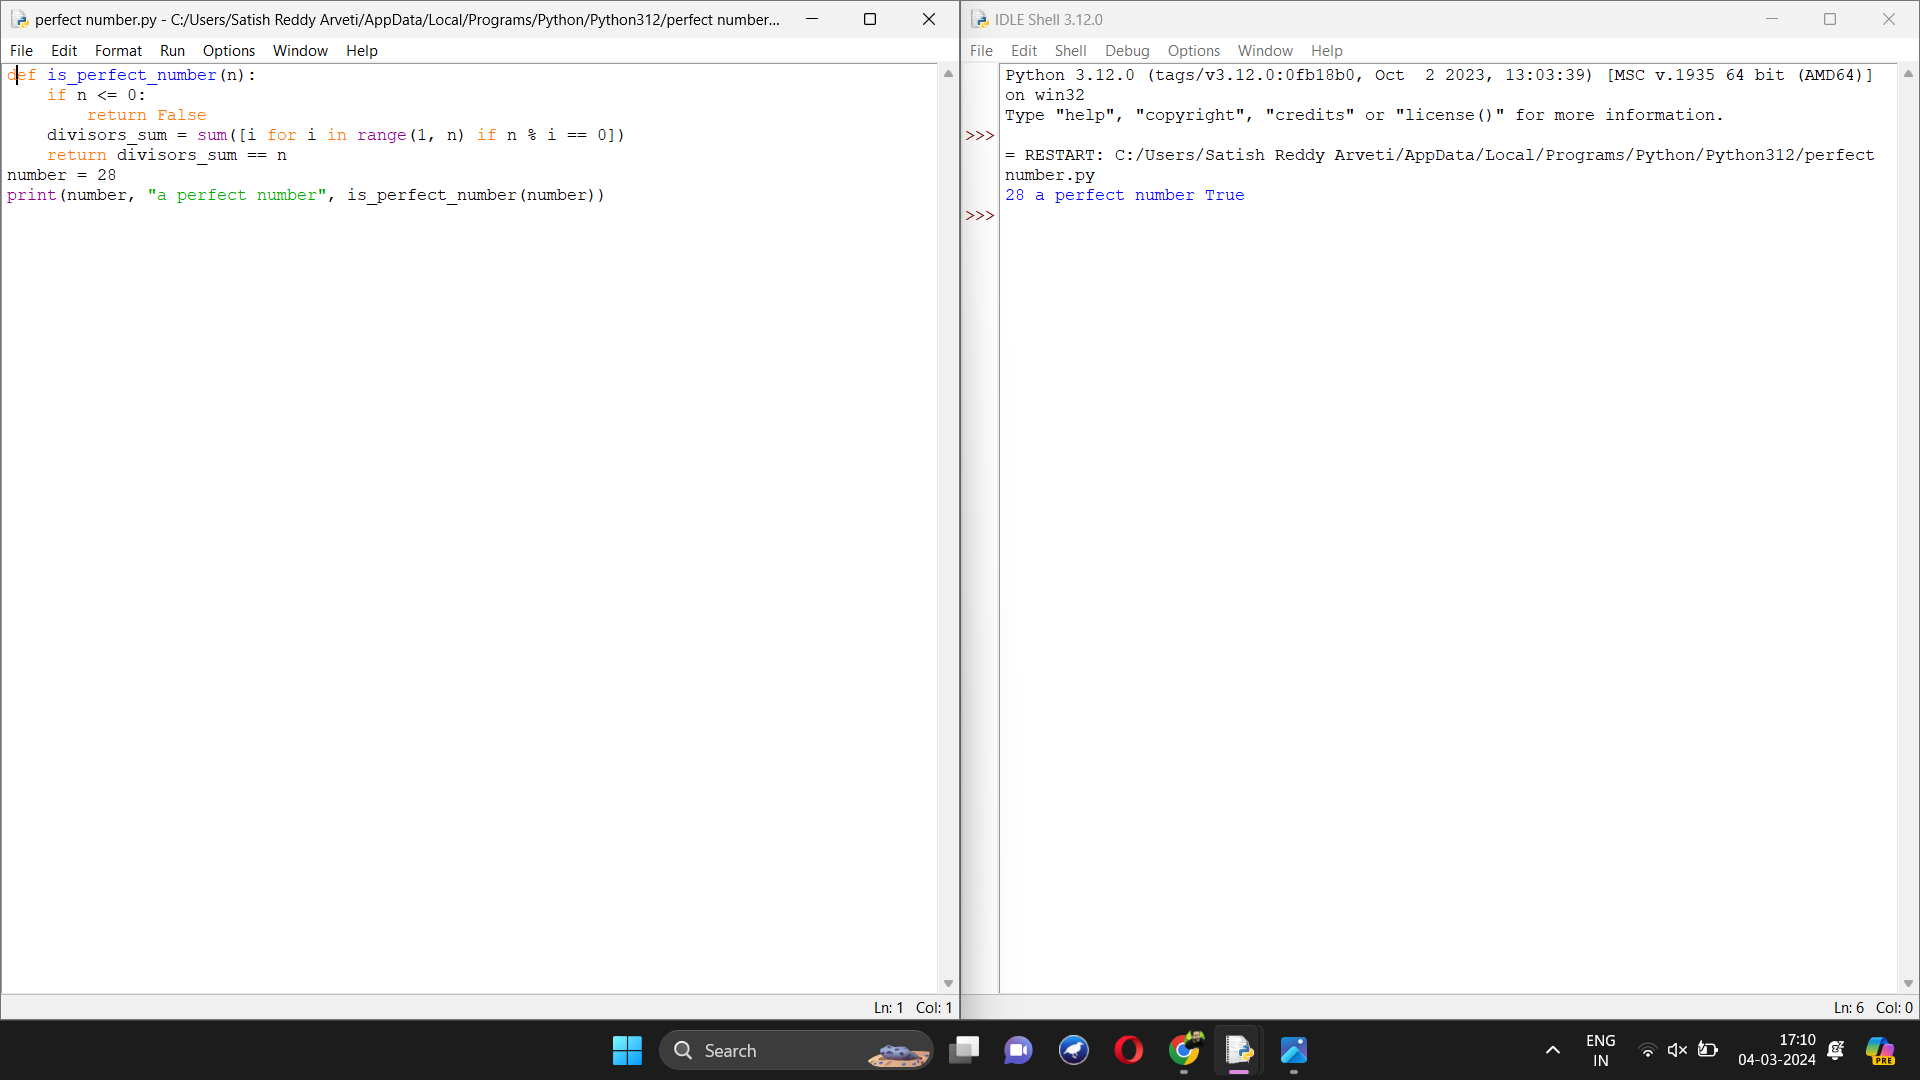 perfect number.py - C:/Users/Satish Reddy Arveti/AppData/Local/Programs/Python/Python312/perfect number...
File Edit Format Run Options Window Help
def is_perfect_number(n):
    if n <= 0:
        return False
    divisors_sum = sum([i for i in range(1, n) if n % i == 0])
    return divisors_sum == n
number = 28
print(number, "a perfect number", is_perfect_number(number))
Ln: 1 Col: 1
IDLE Shell 3.12.0
File Edit Shell Debug Options Window Help
Python 3.12.0 (tags/v3.12.0:0fb18b0, Oct  2 2023, 13:03:39) [MSC v.1935 64 bit (AMD64)]
on win32
Type "help", "copyright", "credits" or "license()" for more information.
>>>
= RESTART: C:/Users/Satish Reddy Arveti/AppData/Local/Programs/Python/Python312/perfect
number.py
28 a perfect number True
>>>
Ln: 6 Col: 0
Search
ENG
IN
17:10
04-03-2024
PRE